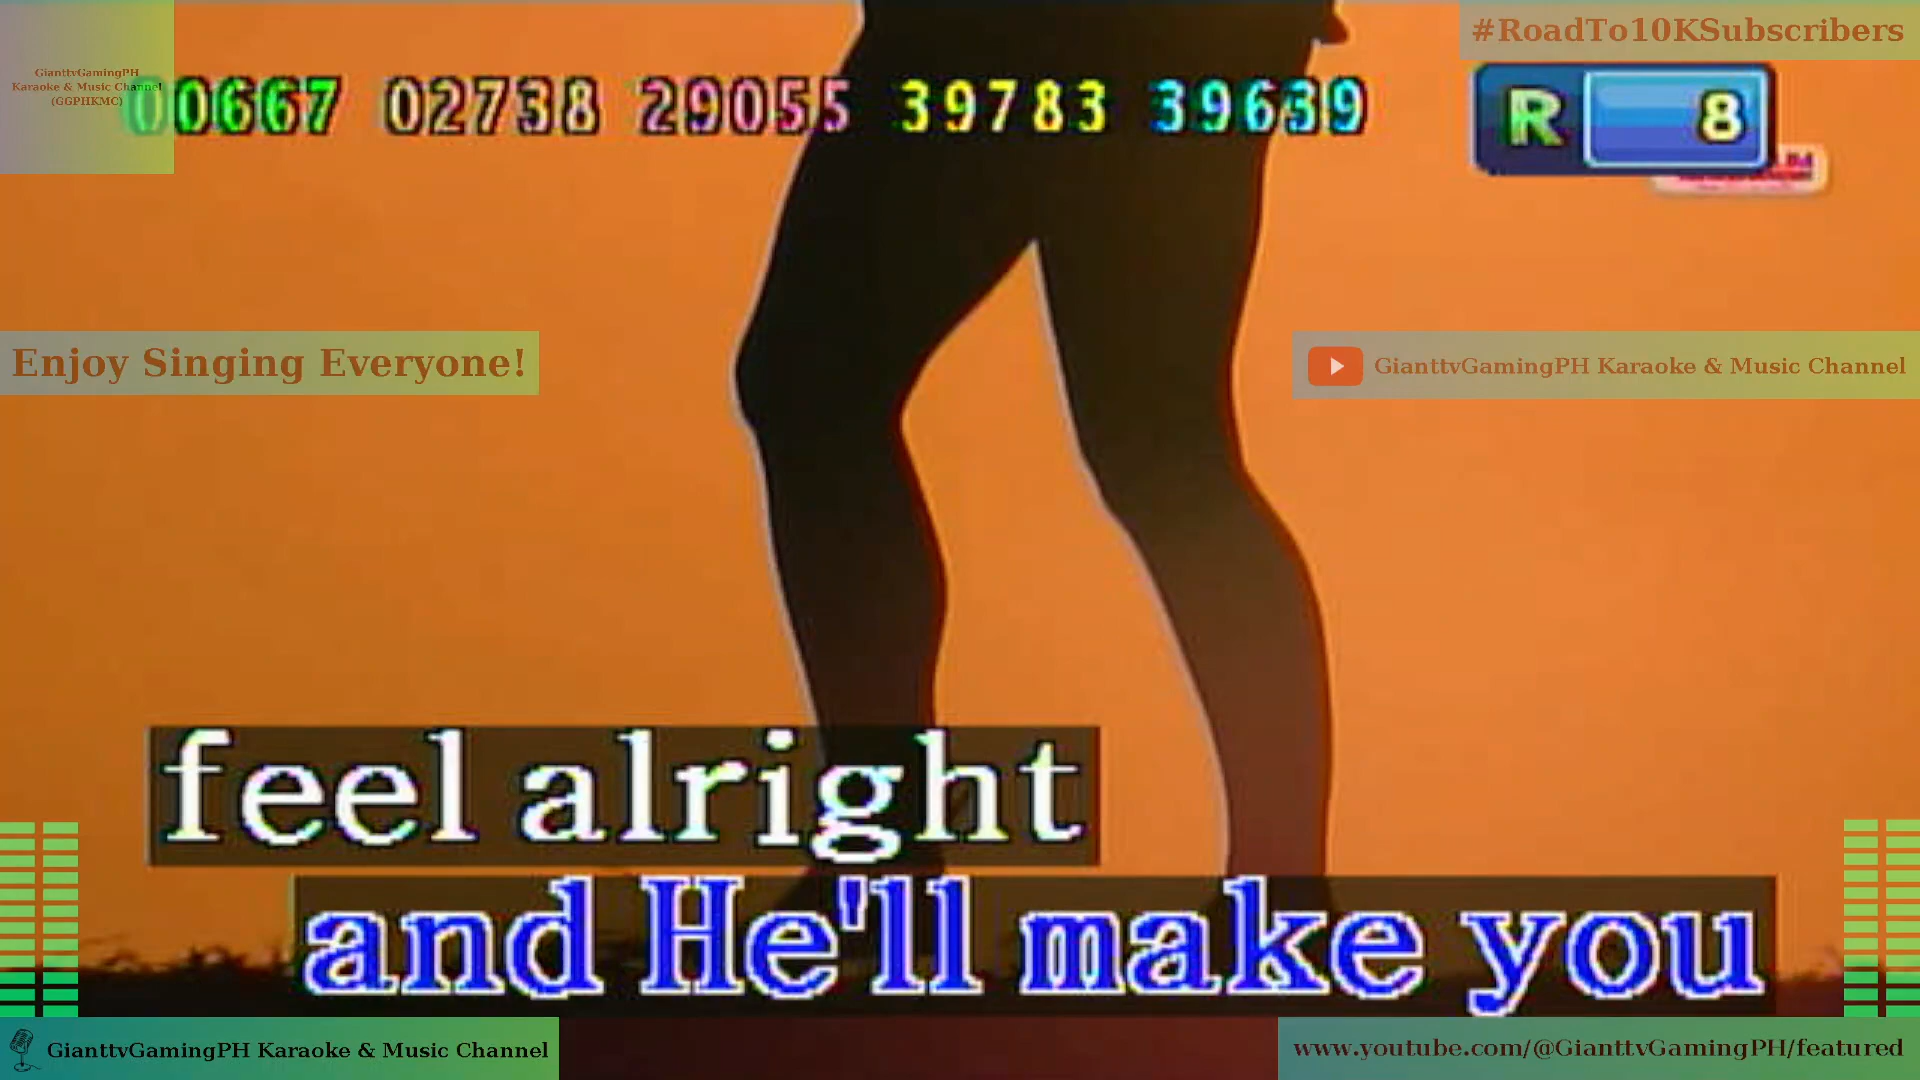 #RoadTo10KSubscribers
GianttvGamingPH
Karaoke & Music Channel
(GGPHKMC)
00667 02738 29055 39783 39639
R 8
Enjoy Singing Everyone!
GianttvGamingPH Karaoke & Music Channel
feel alright
and He'll make you
GianttvGamingPH Karaoke & Music Channel
www.youtube.com/@GianttvGamingPH/featured